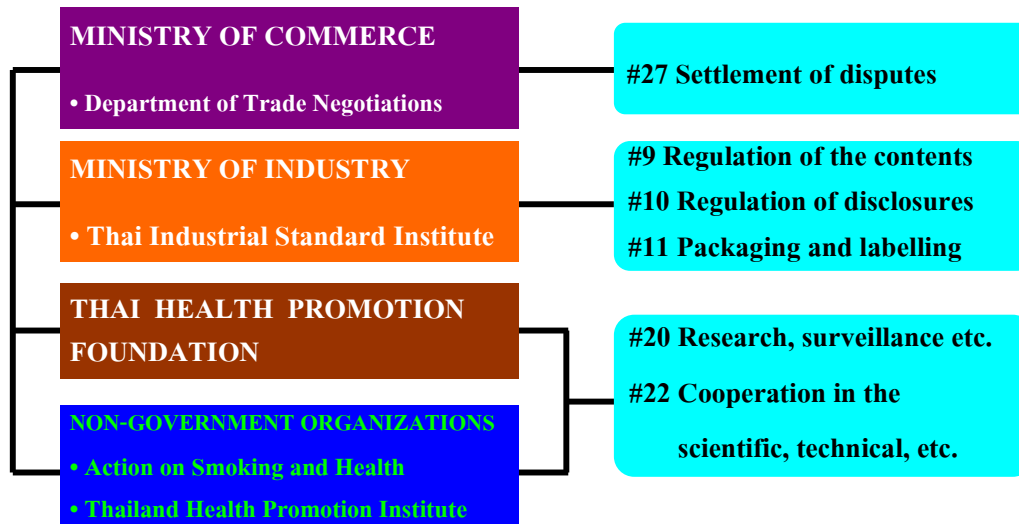 MINISTRY OF COMMERCE
• Department of Trade Negotiations
#27 Settlement of disputes
MINISTRY OF INDUSTRY
• Thai Industrial Standard Institute
#9 Regulation of the contents
#10 Regulation of disclosures
#11 Packaging and labelling
THAI HEALTH PROMOTION
FOUNDATION
NON-GOVERNMENT ORGANIZATIONS
• Action on Smoking and Health
• Thailand Health Promotion Institute
#20 Research, surveillance etc.
#22 Cooperation in the
scientific, technical, etc.